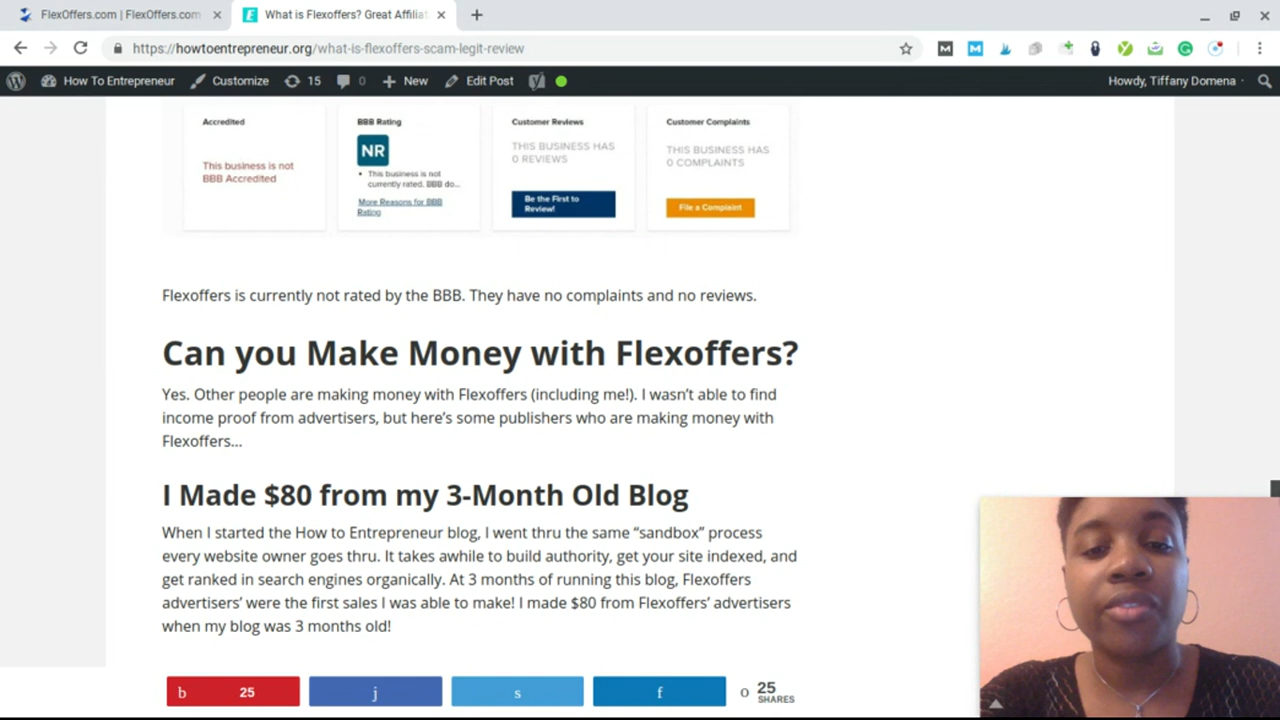 FlexOffers.com | FlexOffers.com
What is Flexoffers? Great Affiliat
https://howtoentrepreneur.org/what-is-flexoffers-scam-legit-review
How To Entrepreneur
Customize
15
0
New
Edit Post
Howdy, Tiffany Domena
Accredited
This business is not
BBB Accredited
BBB Rating
NR
This business is not
currently rated. BBB do...
More Reasons for BBB
Rating
Customer Reviews
THIS BUSINESS HAS
0 REVIEWS
Be the First to
Review!
Customer Complaints
THIS BUSINESS HAS
0 COMPLAINTS
File a Complaint
Flexoffers is currently not rated by the BBB. They have no complaints and no reviews.
Can you Make Money with Flexoffers?
Yes. Other people are making money with Flexoffers (including me!). I wasn't able to find
income proof from advertisers, but here's some publishers who are making money with
Flexoffers...
I Made $80 from my 3-Month Old Blog
When I started the How to Entrepreneur blog, I went thru the same “sandbox” process
every website owner goes thru. It takes awhile to build authority, get your site indexed, and
get ranked in search engines organically. At 3 months of running this blog, Flexoffers
advertisers’ were the first sales I was able to make! I made $80 from Flexoffers’ advertisers
when my blog was 3 months old!
b 25
j
s
f
o 25
SHARES